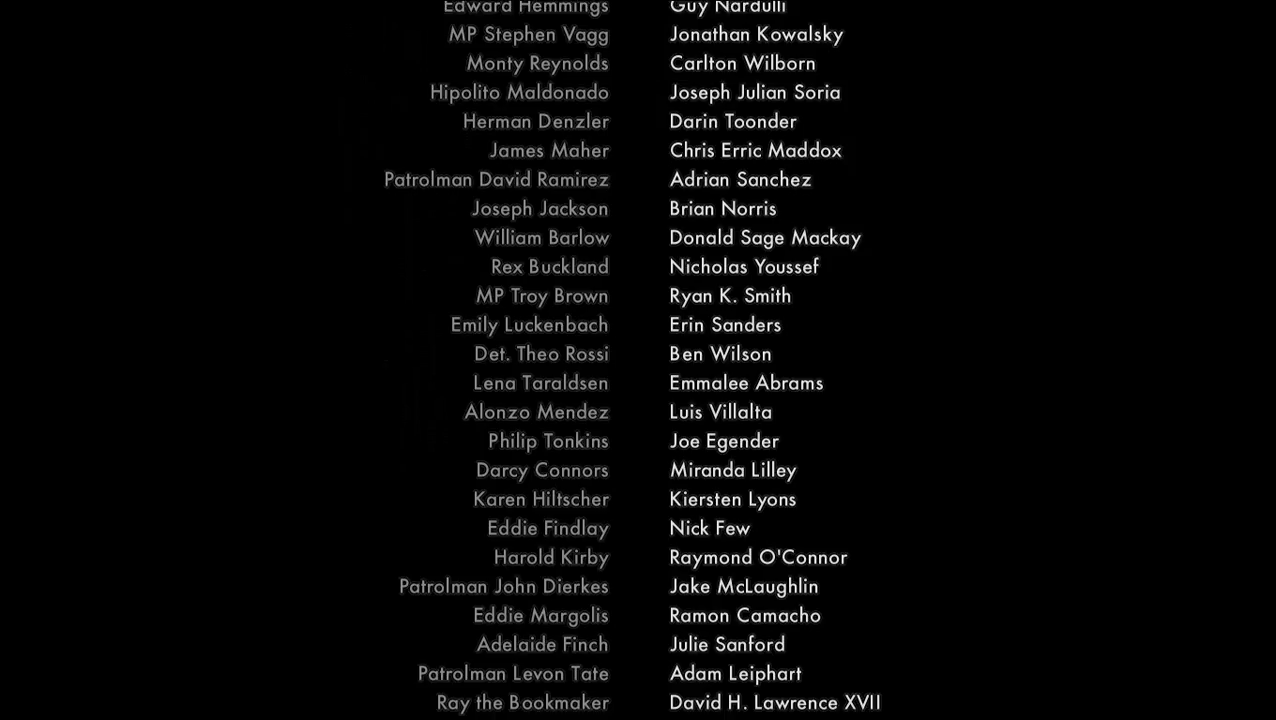 Edward Hemmings Guy Nardulli
MP Stephen Vagg Jonathan Kowalsky
Monty Reynolds Carlton Wilborn
Hipolito Maldonado Joseph Julian Soria
Herman Denzler Darin Toonder
James Maher Chris Erric Maddox
Patrolman David Ramirez Adrian Sanchez
Joseph Jackson Brian Norris
William Barlow Donald Sage Mackay
Rex Buckland Nicholas Youssef
MP Troy Brown Ryan K. Smith
Emily Luckenbach Erin Sanders
Det. Theo Rossi Ben Wilson
Lena Taraldsen Emmalee Abrams
Alonzo Mendez Luis Villalta
Philip Tonkins Joe Egender
Darcy Connors Miranda Lilley
Karen Hiltscher Kiersten Lyons
Eddie Findlay Nick Few
Harold Kirby Raymond O'Connor
Patrolman John Dierkes Jake McLaughlin
Eddie Margolis Ramon Camacho
Adelaide Finch Julie Sanford
Patrolman Levon Tate Adam Leiphart
Ray the Bookmaker David H. Lawrence XVII